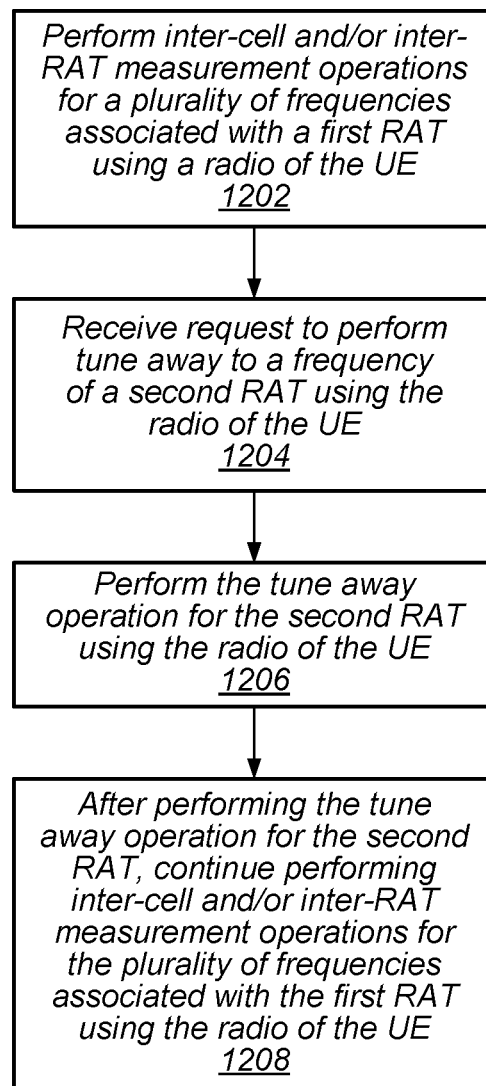 Perform inter-cell and/or inter-
RAT measurement operations
for a plurality of frequencies
associated with a first RAT
using a radio of the UE
1202
Receive request to perform
tune away to a frequency
of a second RAT using the
radio of the UE
1204
Perform the tune away
operation for the second RAT
using the radio of the UE
1206
After performing the tune
away operation for the second
RAT, continue performing
inter-cell and/or inter-RAT
measurement operations for
the plurality of frequencies
associated with the first RAT
using the radio of the UE
1208